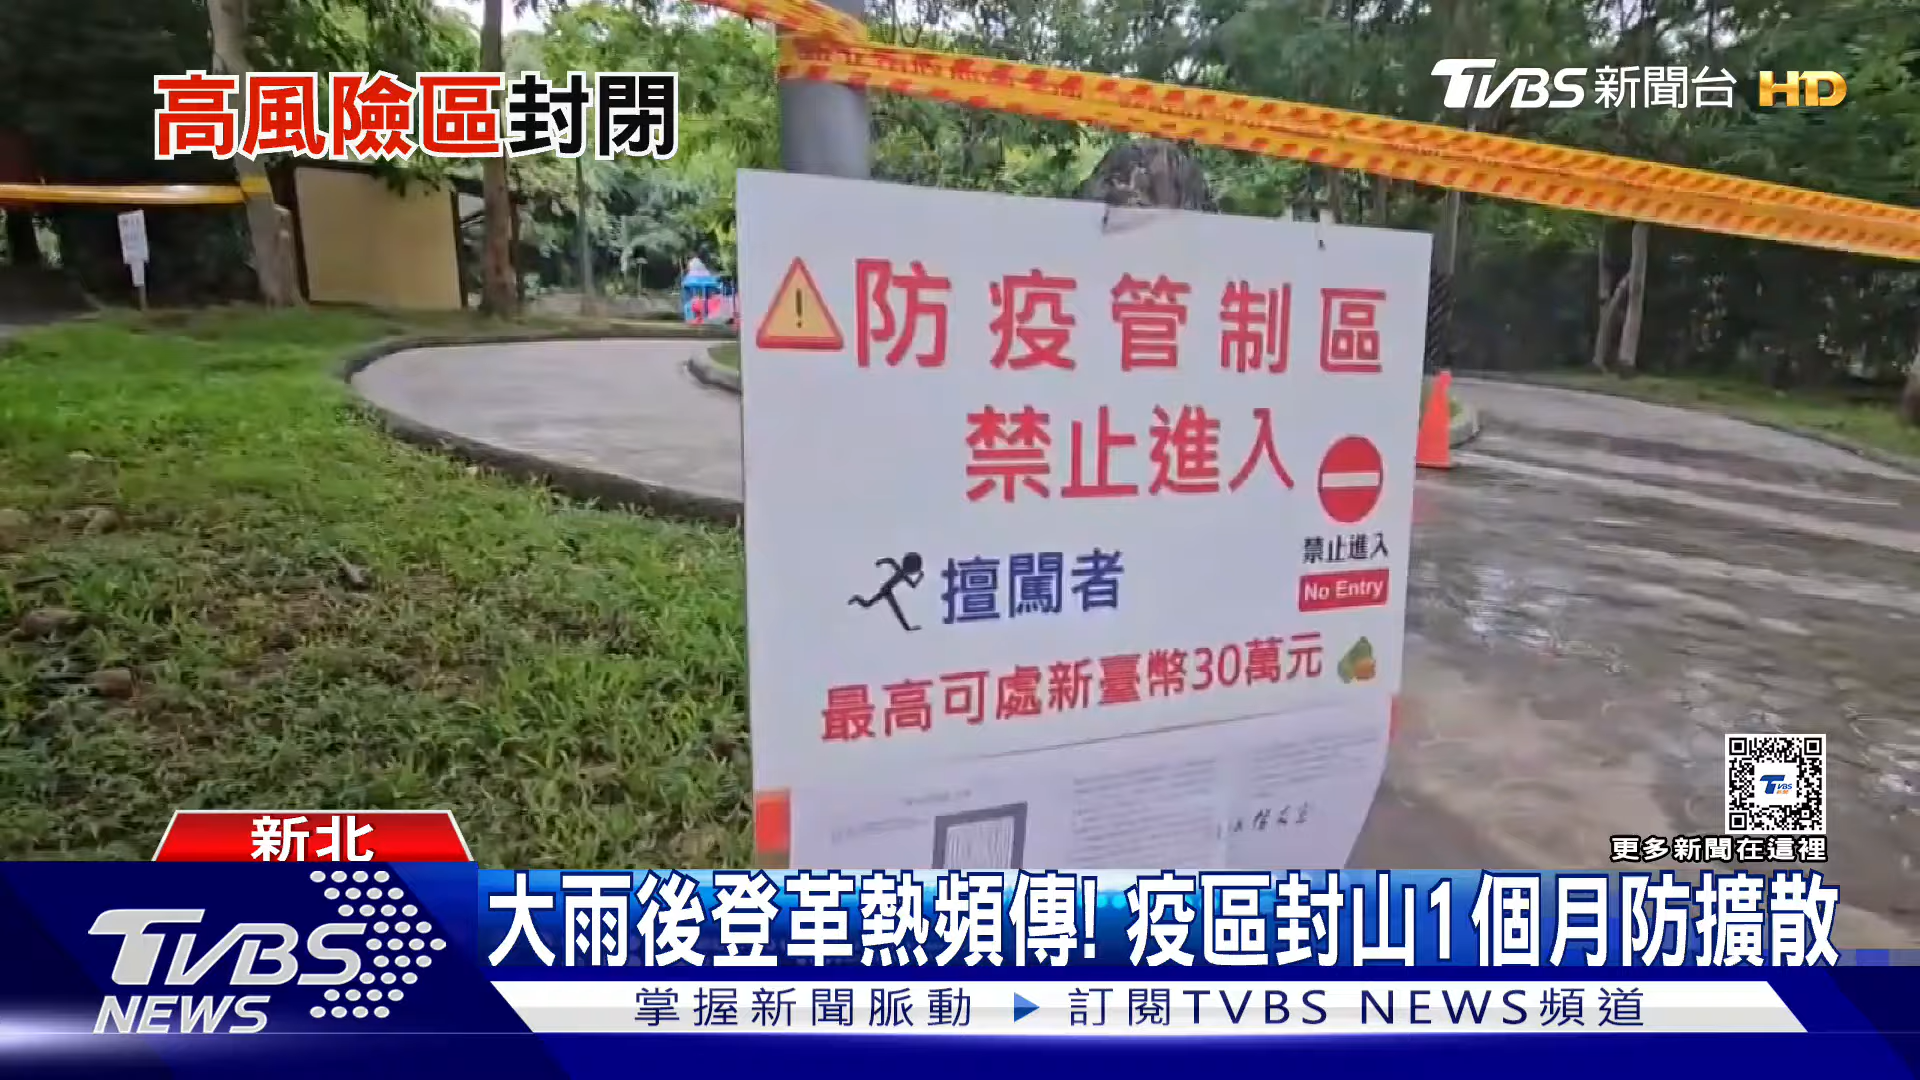 高風險區封閉
TVBS新聞台 HD
防疫管制區
禁止進入
禁止進入
No Entry
擅闖者
最高可處新臺幣30萬元
更多新聞在這裡
新北
TVBS NEWS
大雨後登革熱頻傳! 疫區封山1個月防擴散
掌握新聞脈動 ▶ 訂閱TVBS NEWS頻道